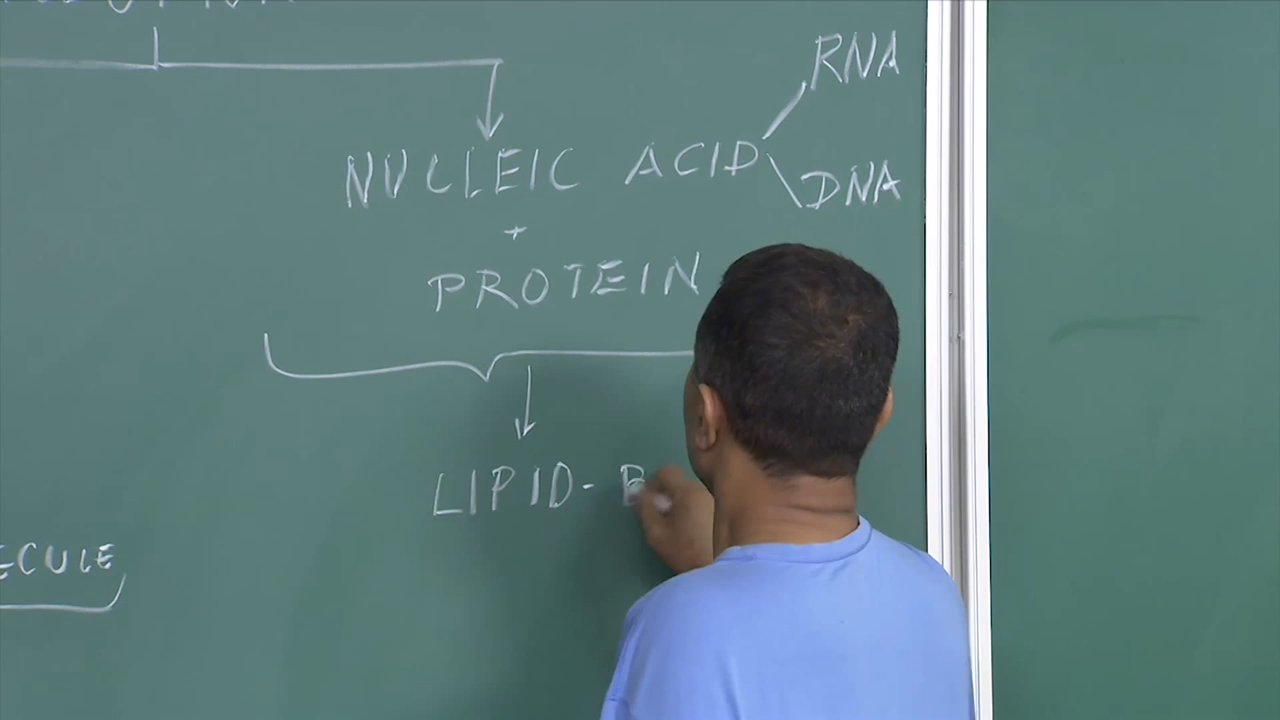 RNA
NUCLEIC ACID
DNA
+
PROTEIN
LIPID- B
ECULE